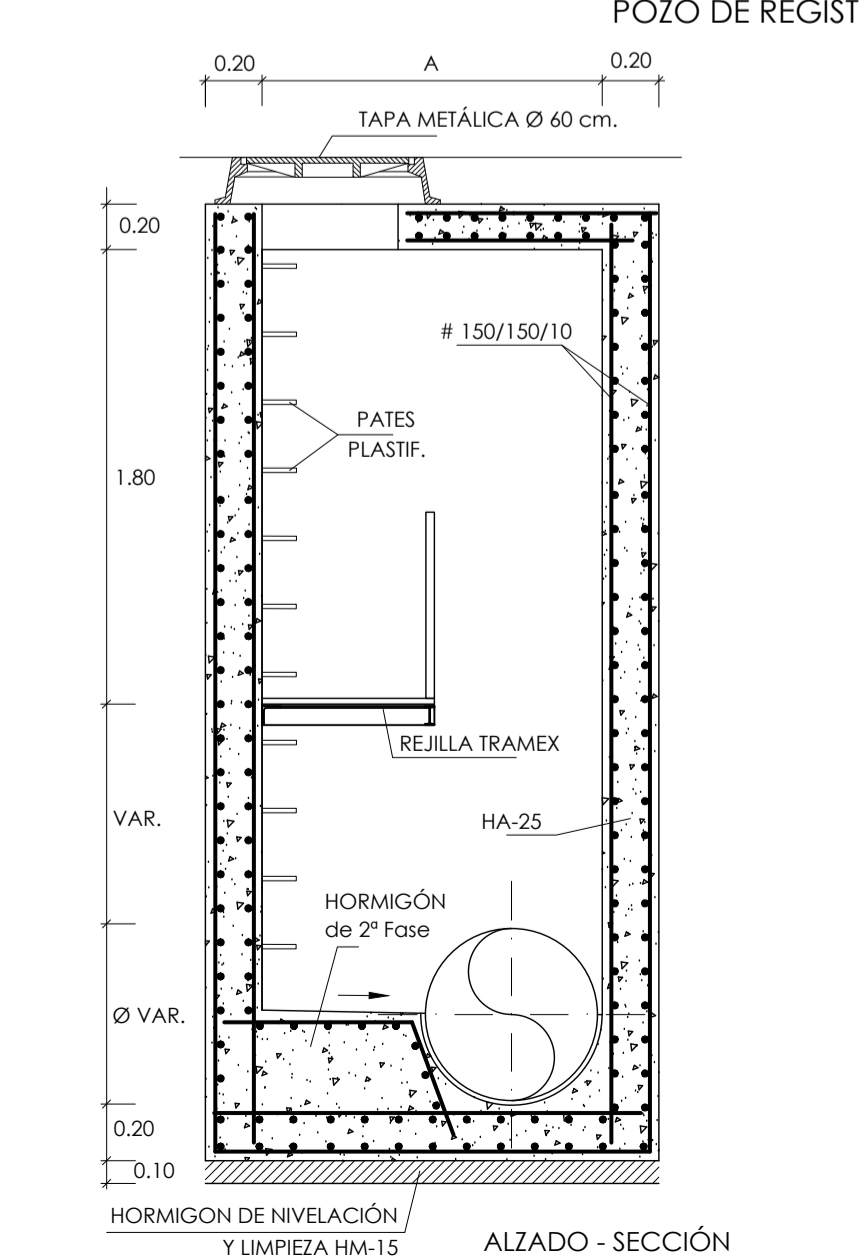 POZO DE REGIST
0.20
A
0.20
TAPA METÁLICA Ø 60 cm.
0.20
# 150/150/10
PATES
PLASTIF.
1.80
REJILLA TRAMEX
VAR.
HA-25
HORMIGÓN
de 2ª Fase
Ø VAR.
0.20
0.10
HORMIGON DE NIVELACIÓN
Y LIMPIEZA HM-15
ALZADO - SECCIÓN